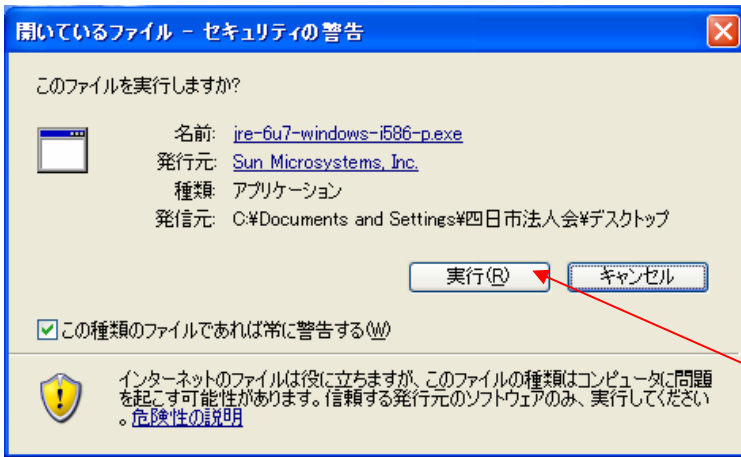 開いているファイル - セキュリティの警告
このファイルを実行しますか?
名前: jre-6u7-windows-i586-p.exe
発行元: Sun Microsystems, Inc.
種類: アプリケーション
発信元: C:¥Documents and Settings¥四日市法人会¥デスクトップ
実行(R) キャンセル
この種類のファイルであれば常に警告する(W)
インターネットのファイルは役に立ちますが、このファイルの種類はコンピュータに問題
を起こす可能性があります。信頼する発行元のソフトウェアのみ、実行してください
。危険性の説明